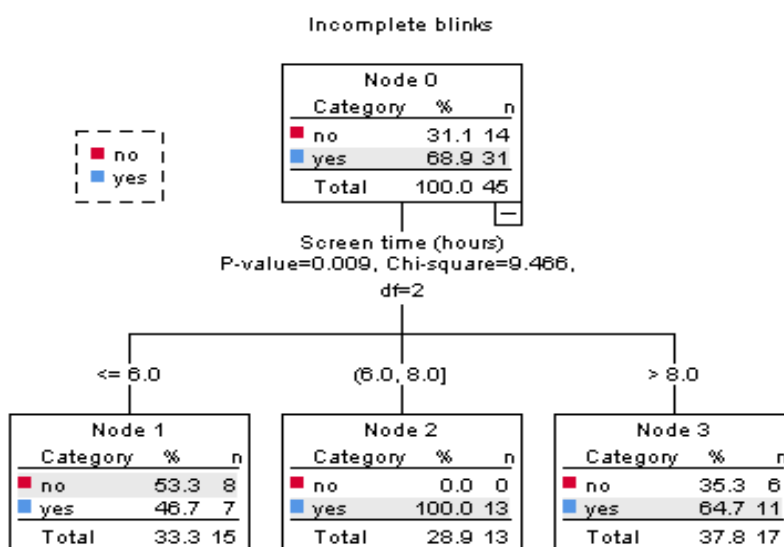 Incomplete blinks
Node 0
Category % n
no 31.1 14
yes 68.9 31
Total 100.0 45
no
yes
Screen time (hours)
P-value=0.009, Chi-square=9.466,
df=2
<= 6.0
(6.0, 8.0]
> 8.0
Node 1
Category % n
no 53.3 8
yes 46.7 7
Total 33.3 15
Node 2
Category % n
no 0.0 0
yes 100.0 13
Total 28.9 13
Node 3
Category % n
no 35.3 6
yes 64.7 11
Total 37.8 17